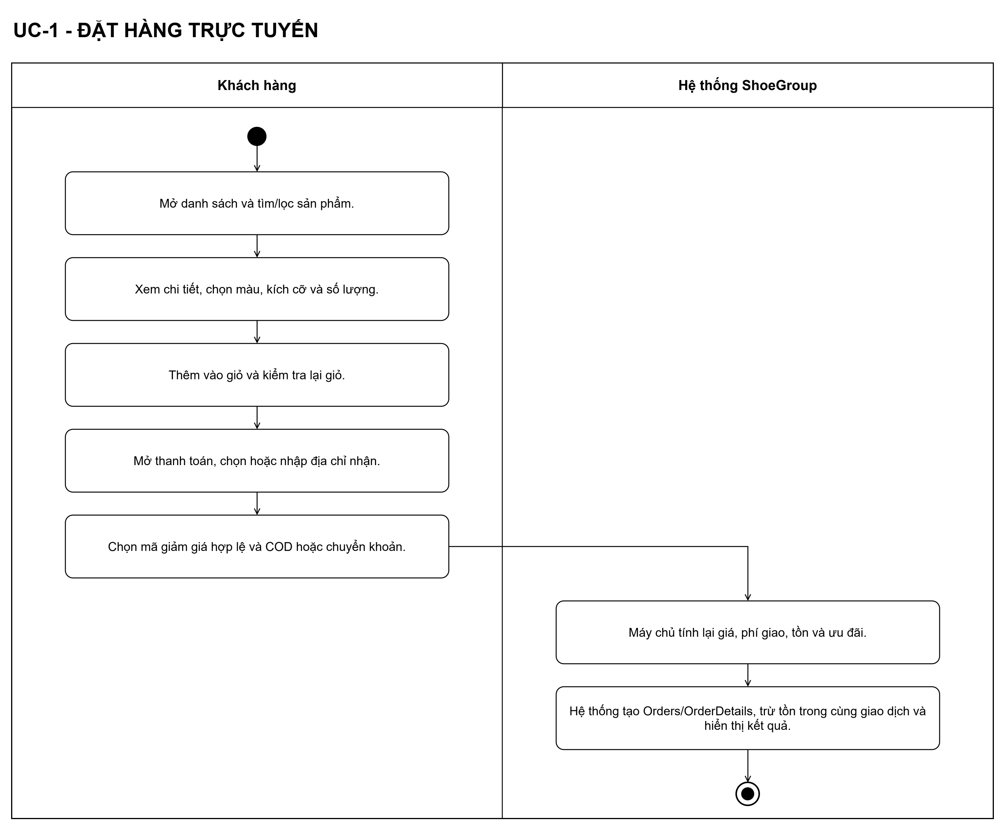 UC-1 - ĐẶT HÀNG TRỰC TUYẾN
Khách hàng
Hệ thống ShoeGroup
Mở danh sách và tìm/lọc sản phẩm.
Xem chi tiết, chọn màu, kích cỡ và số lượng.
Thêm vào giỏ và kiểm tra lại giỏ.
Mở thanh toán, chọn hoặc nhập địa chỉ nhận.
Chọn mã giảm giá hợp lệ và COD hoặc chuyển khoản.
Máy chủ tính lại giá, phí giao, tồn và ưu đãi.
Hệ thống tạo Orders/OrderDetails, trừ tồn trong cùng giao dịch và
hiển thị kết quả.